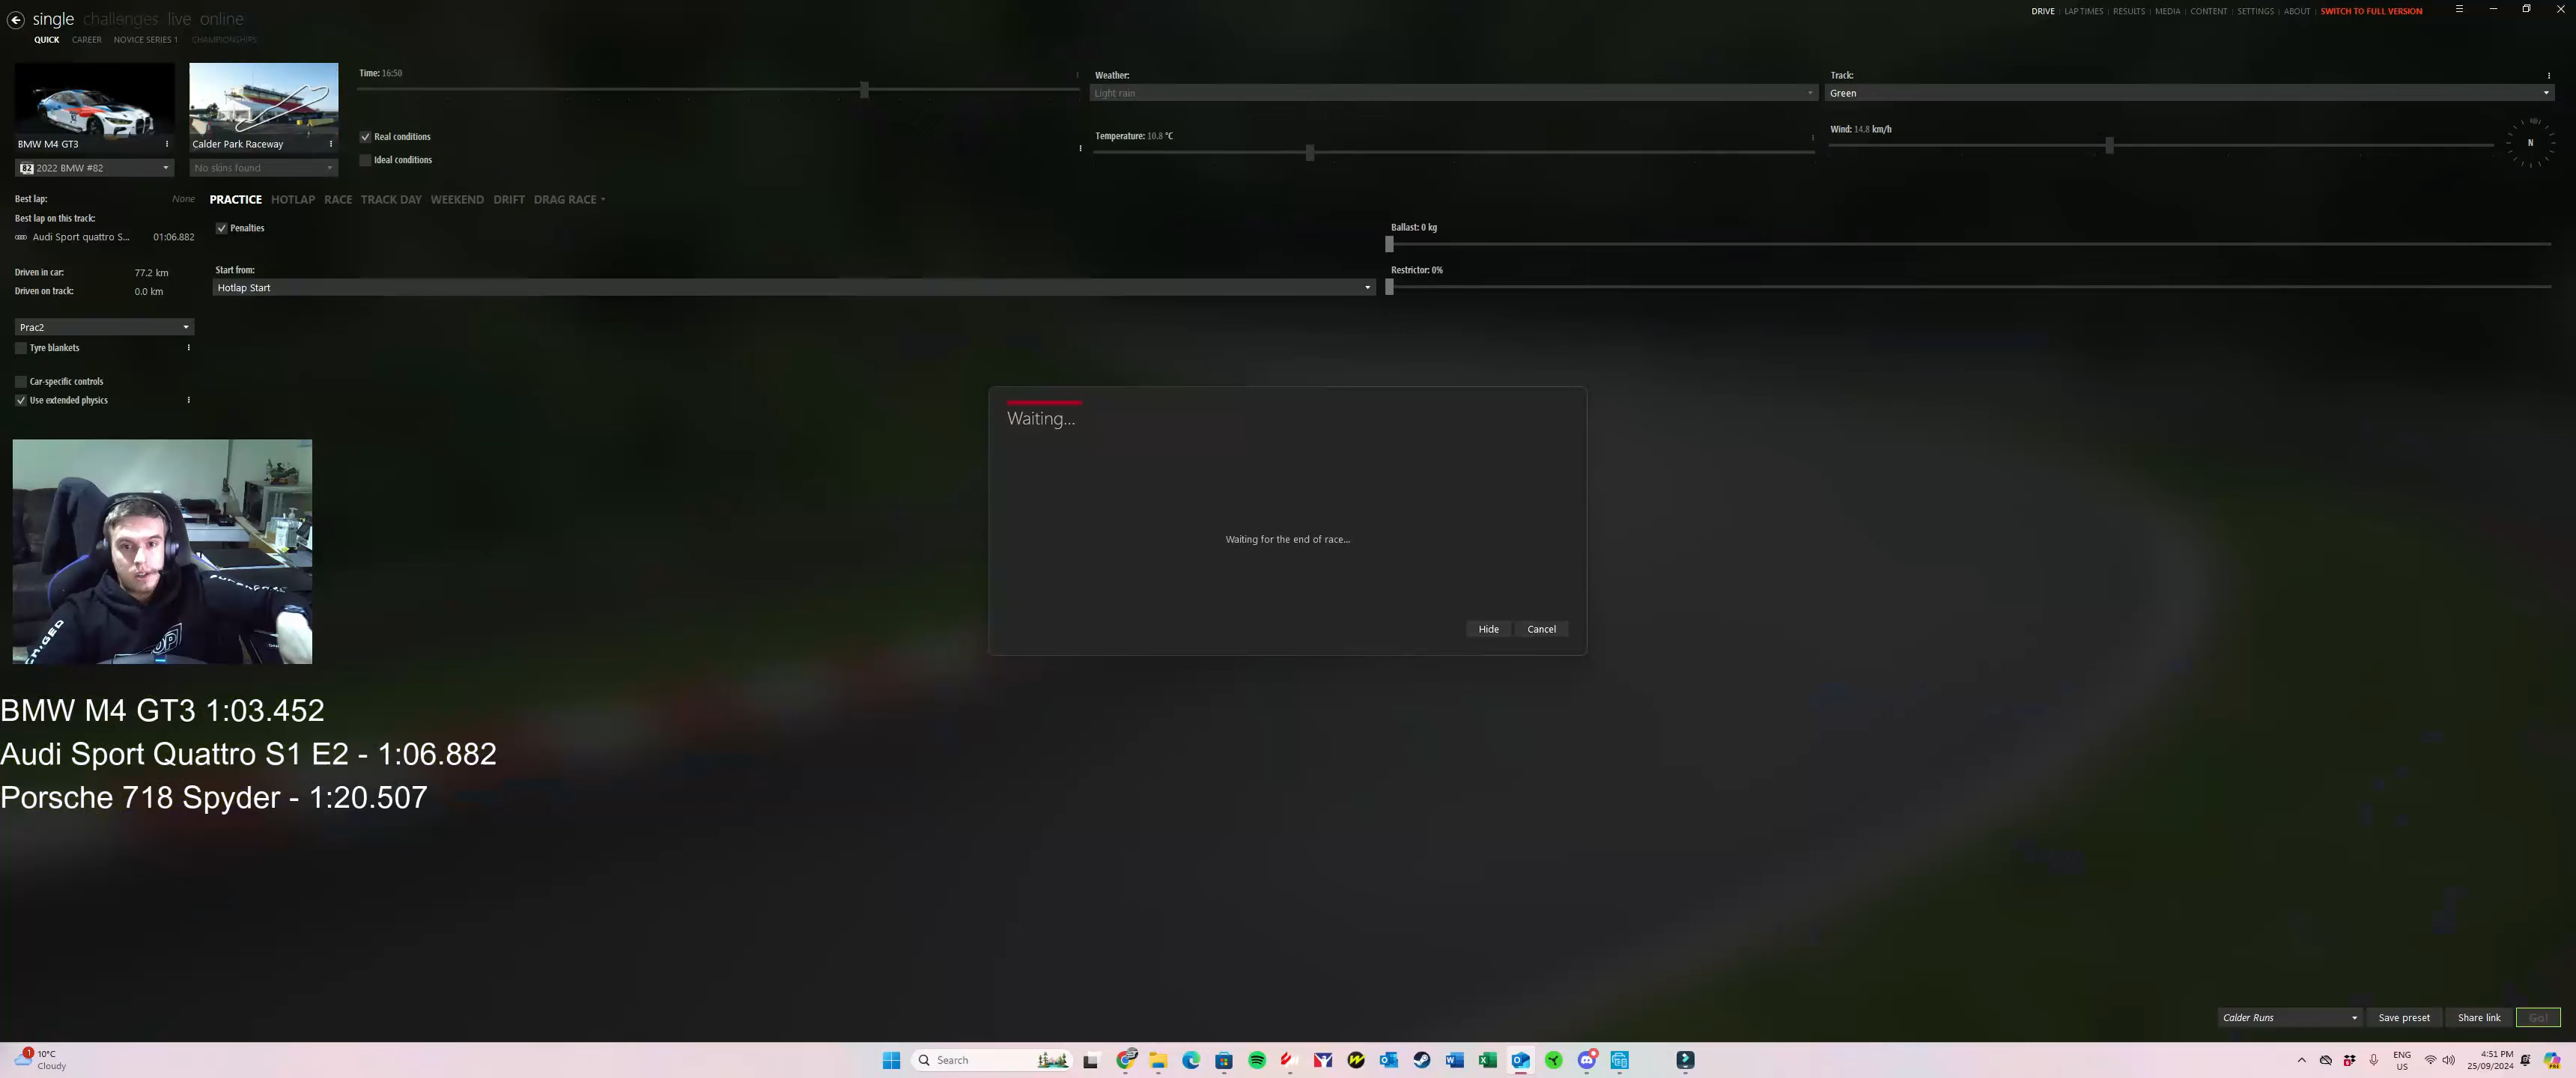 single challenges live online
DRIVE | LAP TIMES | RESULTS | MEDIA | CONTENT | SETTINGS | ABOUT | SWITCH TO FULL VERSION
QUICK CAREER NOVICE SERIES 1 CHAMPIONSHIPS
Time: 16:50
Weather:
Light rain
Track:
Green
BMW M4 GT3
Calder Park Raceway
82 2022 BMW #82
No skins found
Real conditions
Ideal conditions
Temperature: 10.8 °C
Wind: 14.8 km/h
N
Best lap: None
Best lap on this track:
Audi Sport quattro S... 01:06.882
Driven in car: 77.2 km
Driven on track: 0.0 km
Prac2
Tyre blankets
Car-specific controls
Use extended physics
PRACTICE HOTLAP RACE TRACK DAY WEEKEND DRIFT DRAG RACE
Penalties
Ballast: 0 kg
Start from:
Hotlap Start
Restrictor: 0%
Waiting...
Waiting for the end of race...
Hide Cancel
BMW M4 GT3 1:03.452
Audi Sport Quattro S1 E2 - 1:06.882
Porsche 718 Spyder - 1:20.507
Calder Runs
Save preset
Share link
Go!
1
10°C
Cloudy
Search
ENG
US
4:51 PM
25/09/2024